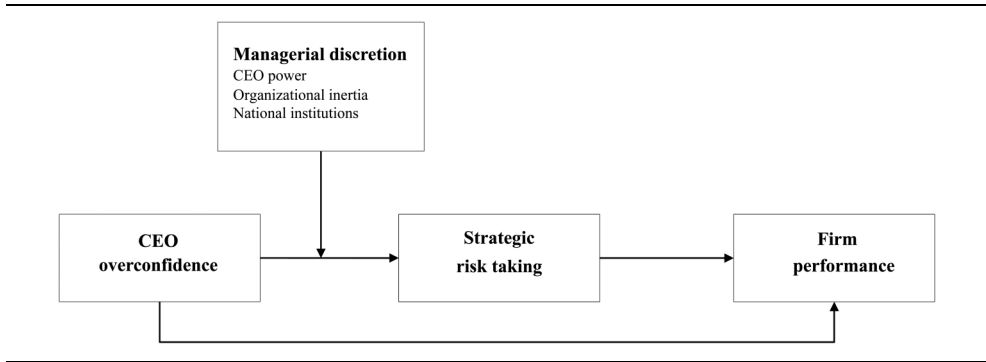 Managerial discretion
CEO power
Organizational inertia
National institutions
CEO
overconfidence
Strategic
risk taking
Firm
performance